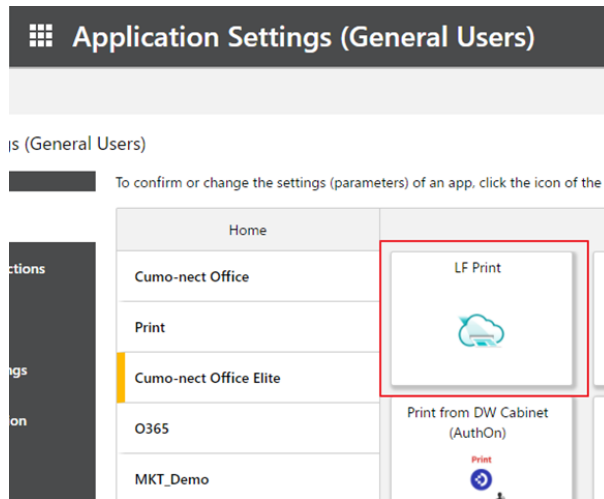 Application Settings (General Users)
s (General Users)
To confirm or change the settings (parameters) of an app, click the icon of the
Home
ctions
Cumo-nect Office
LF Print
Print
ngs
Cumo-nect Office Elite
on
O365
Print from DW Cabinet
(AuthOn)
Print
MKT_Demo